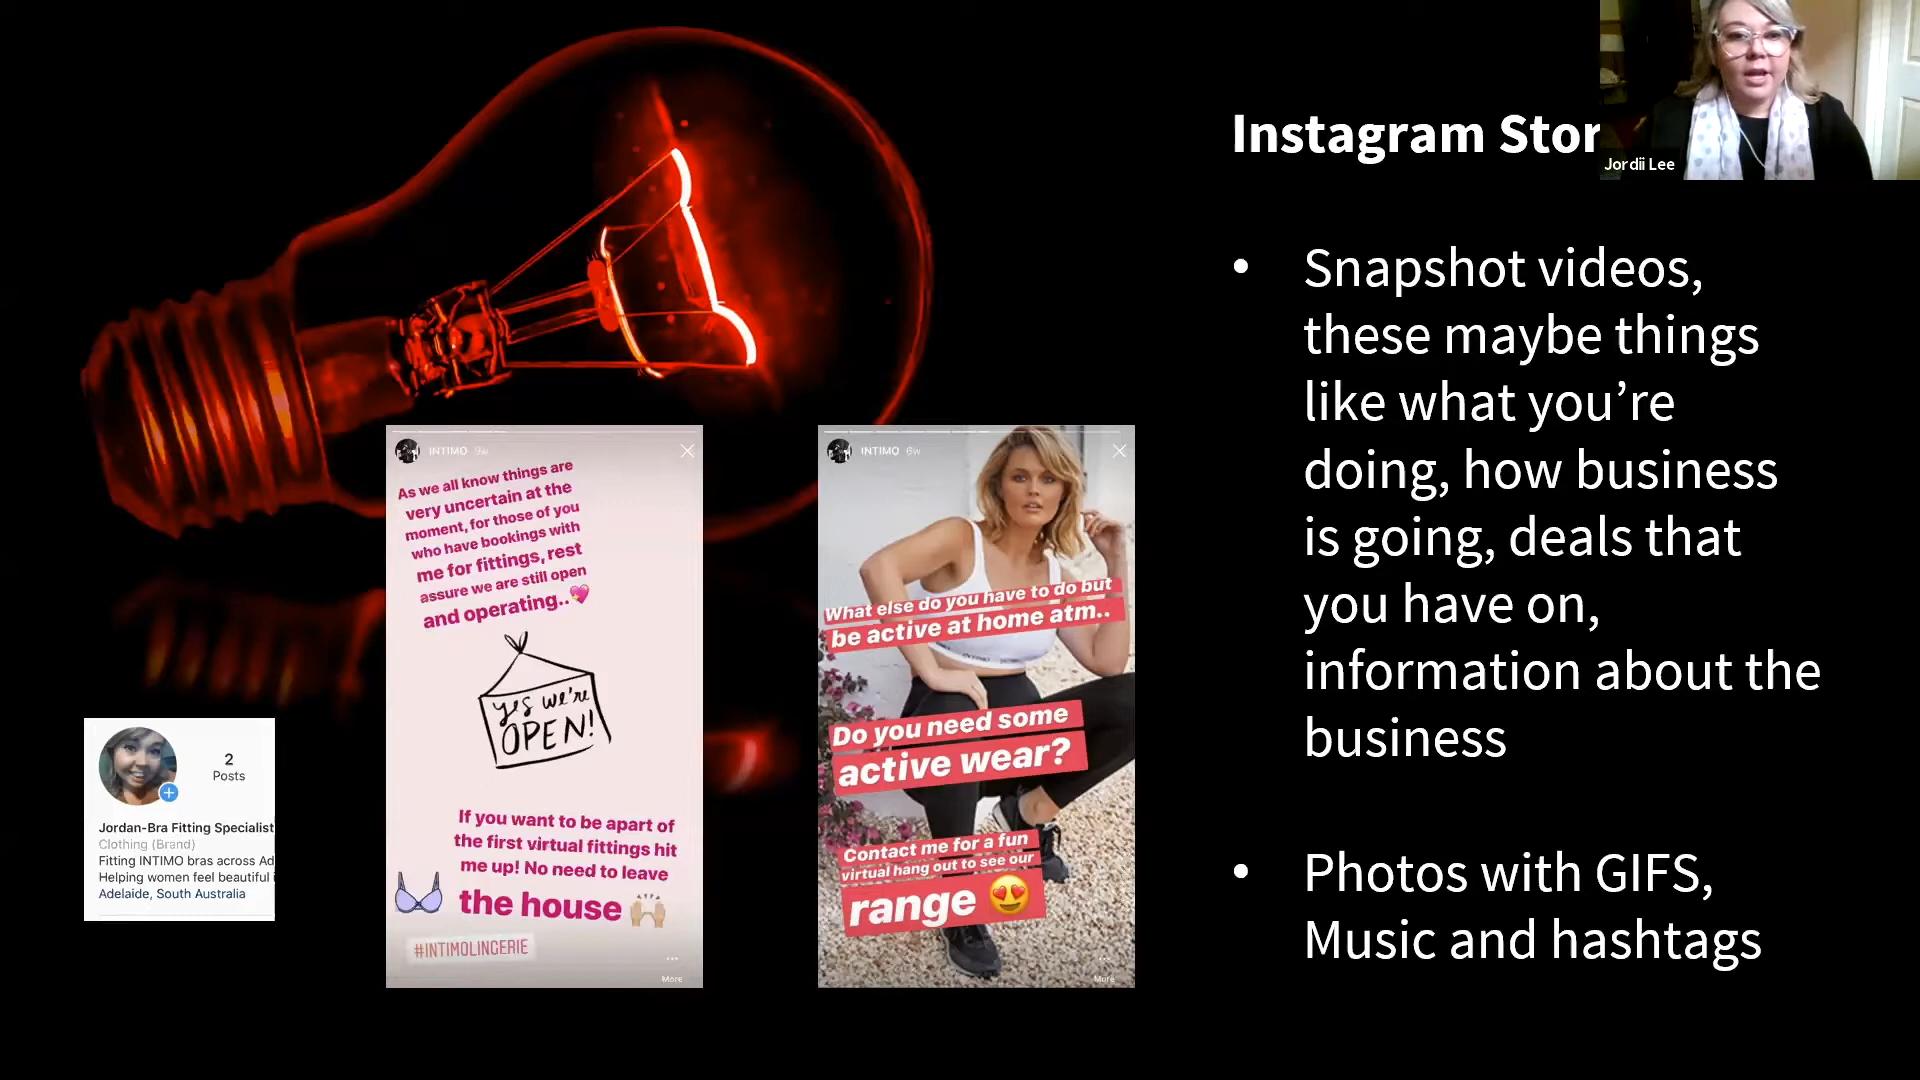 Instagram Stor
Jordii Lee
Snapshot videos,
these maybe things
like what you’re
doing, how business
is going, deals that
you have on,
information about the
business
Photos with GIFS,
Music and hashtags
INTIMO 9w
As we all know things are
very uncertain at the
moment, for those of you
who have bookings with
me for fittings, rest
assure we are still open
and operating..
yes we're
OPEN!
If you want to be apart of
the first virtual fittings hit
me up! No need to leave
the house
#INTIMOLINGERIE
More
INTIMO 6w
What else do you have to do but
be active at home atm..
Do you need some
active wear?
Contact me for a fun
virtual hang out to see our
range
More
2
Posts
Jordan-Bra Fitting Specialist
Clothing (Brand)
Fitting INTIMO bras across Ad
Helping women feel beautiful
Adelaide, South Australia